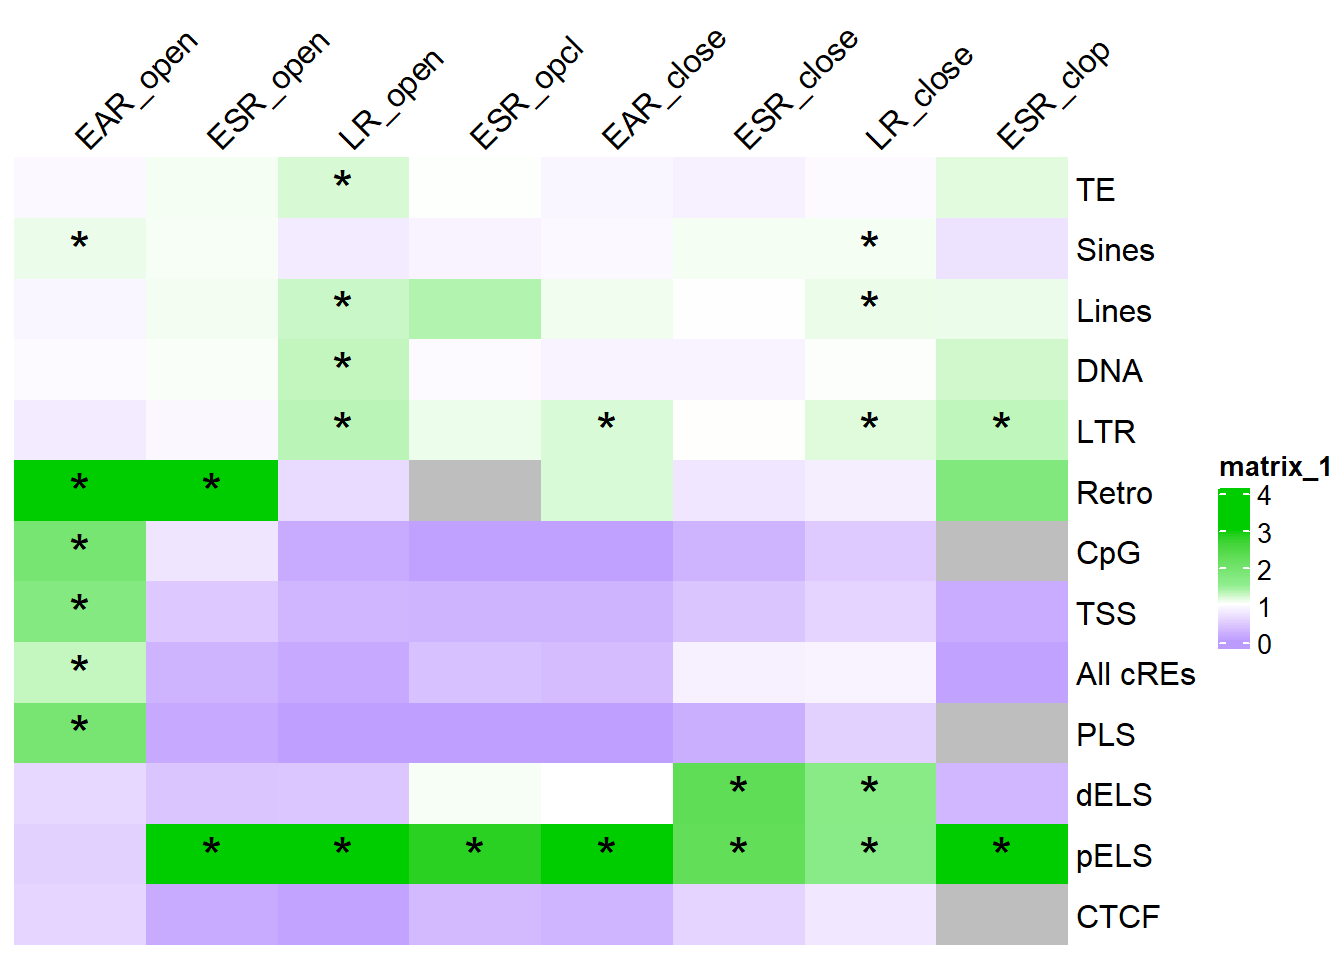 EAR_open
ESR_open
LR_open
ESR_opcl
EAR_close
ESR_close
LR_close
ESR_clop
* TE
* * Sines
* * Lines
* DNA
* * * * LTR
* * Retro
* CpG
* TSS
* All cREs
* PLS
* * dELS
* * * * * * * pELS
CTCF
matrix_1
4
3
2
1
0